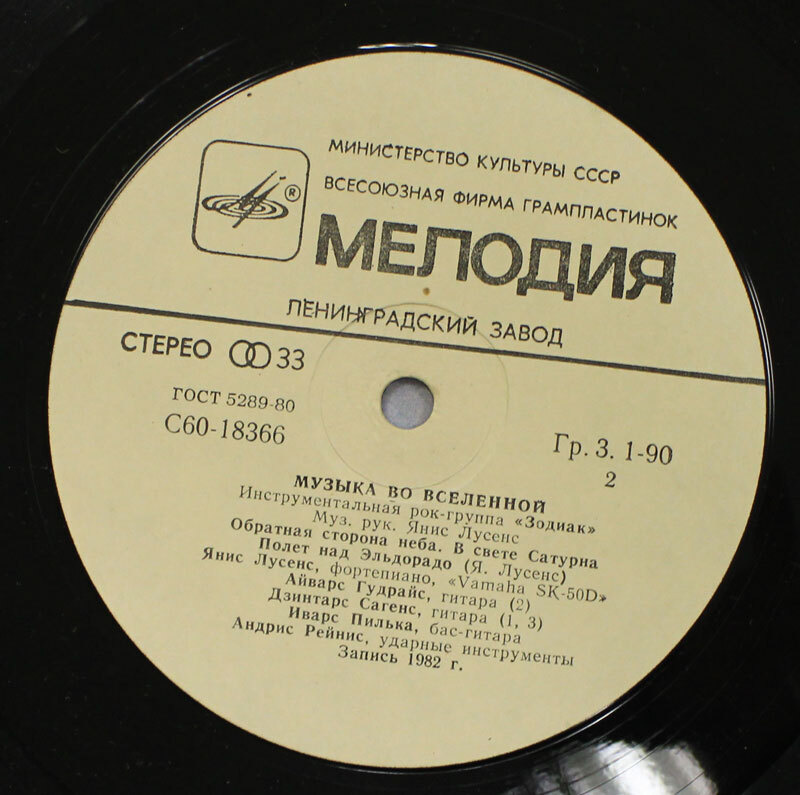 МИНИСТЕРСТВО КУЛЬТУРЫ СССР
ВСЕСОЮЗНАЯ ФИРМА ГРАМПЛАСТИНОК
®
МЕЛОДИЯ
ЛЕНИНГРАДСКИЙ ЗАВОД
СТЕРЕО 33
ГОСТ 5289-80
С60-18366
Гр. 3. 1-90
2
МУЗЫКА ВО ВСЕЛЕННОЙ
Инструментальная рок-группа «Зодиак»
Муз. рук. Янис Лусенс
Обратная сторона неба. В свете Сатурна
Полет над Эльдорадо (Я. Лусенс)
Янис Лусенс, фортепиано, «Vamaha SK-50D»
Айварс Гудрайс, гитара (2)
Дзинтарс Сагенс, гитара (1, 3)
Иварс Пилька, бас-гитара
Андрис Рейнис, ударные инструменты
Запись 1982 г.